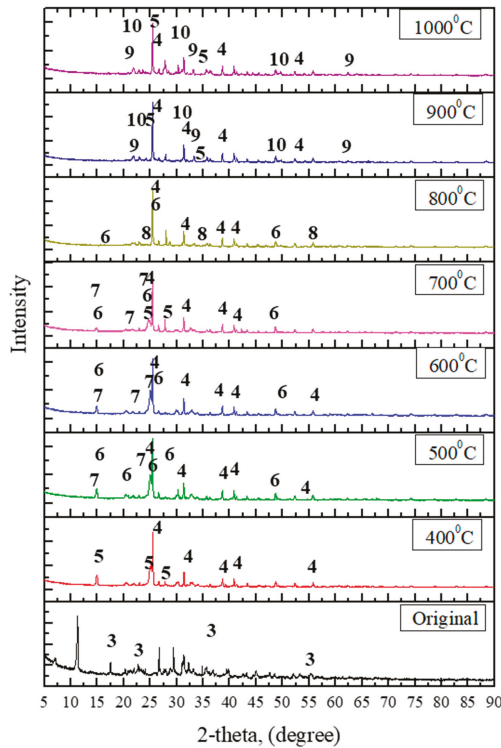 10 5 10 1000⁰C
9 4 9 5 4 10 4 9
4 10 900⁰C
10 5 4 9 4 10 4 9
9 5
4 800⁰C
6
6 8 4 8 4 4 6 8
7 7 4 700⁰C
6 6
7 5 5 4 4 4 6
6 4 600⁰C
7 7 7 6 4 4 4 6 4
6 7 4 6 500⁰C
7 6 6 4 4 4 6 4
4 400⁰C
5 5 5 4 4 4 4
3 3 3 3 Original
5 10 15 20 25 30 35 40 45 50 55 60 65 70 75 80 85 90
2-theta, (degree)
Intensity